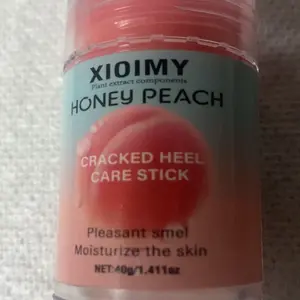 XIOIMY
Plant extract components
HONEY PEACH
CRACKED HEEL
CARE STICK
Pleasant smel
Moisturize the skin
NET:40g/1.411oz